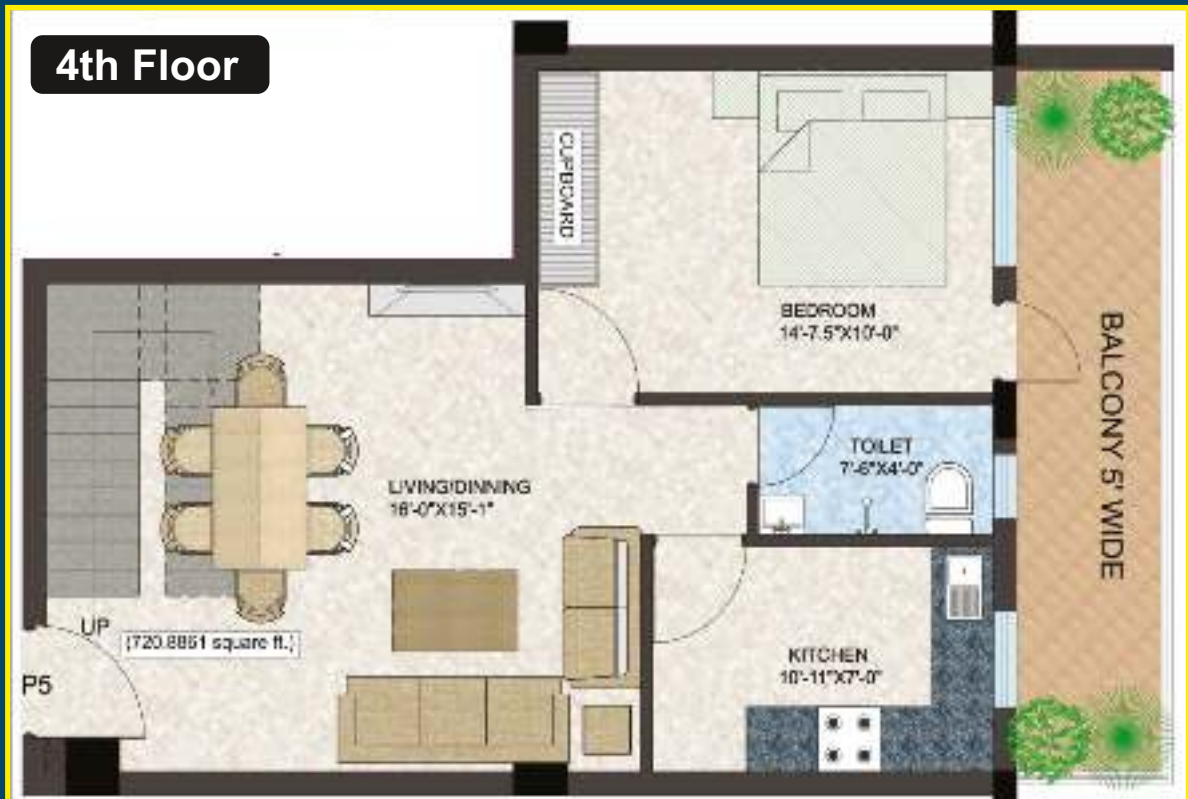 4th Floor
CUPBOARD
BEDROOM
14'-7.5"X10'-0"
BALCONY 5' WIDE
TOILET
7'-6"X4'-0"
LIVING/DINNING
16'-0"X15'-1"
UP
(720.8861 square ft.)
P5
KITCHEN
10'-11"X7'-0"